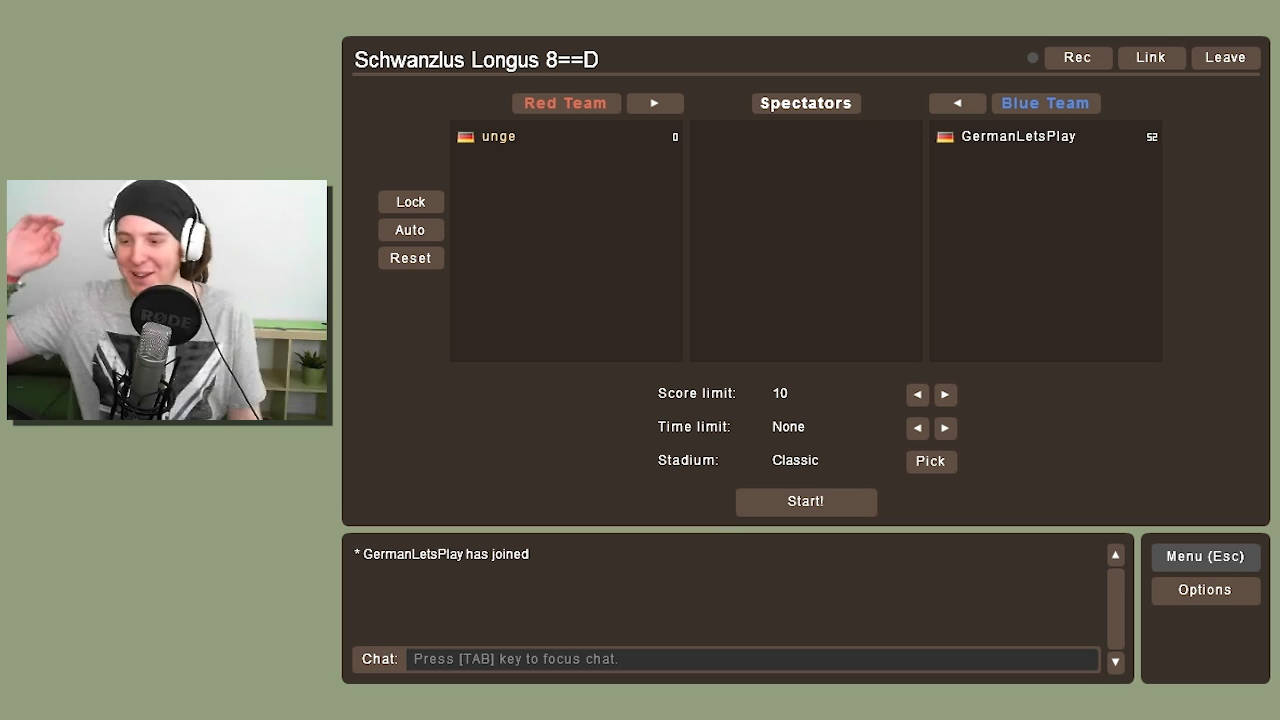 Schwanzlus Longus 8==D
Rec Link Leave
Red Team ► Spectators ◄ Blue Team
unge 0 GermanLetsPlay 52
Lock
Auto
Reset
RØDE
Score limit: 10 ◄ ►
Time limit: None ◄ ►
Stadium: Classic Pick
Start!
* GermanLetsPlay has joined ▲
Menu (Esc)
Options
Chat: Press [TAB] key to focus chat. ▼